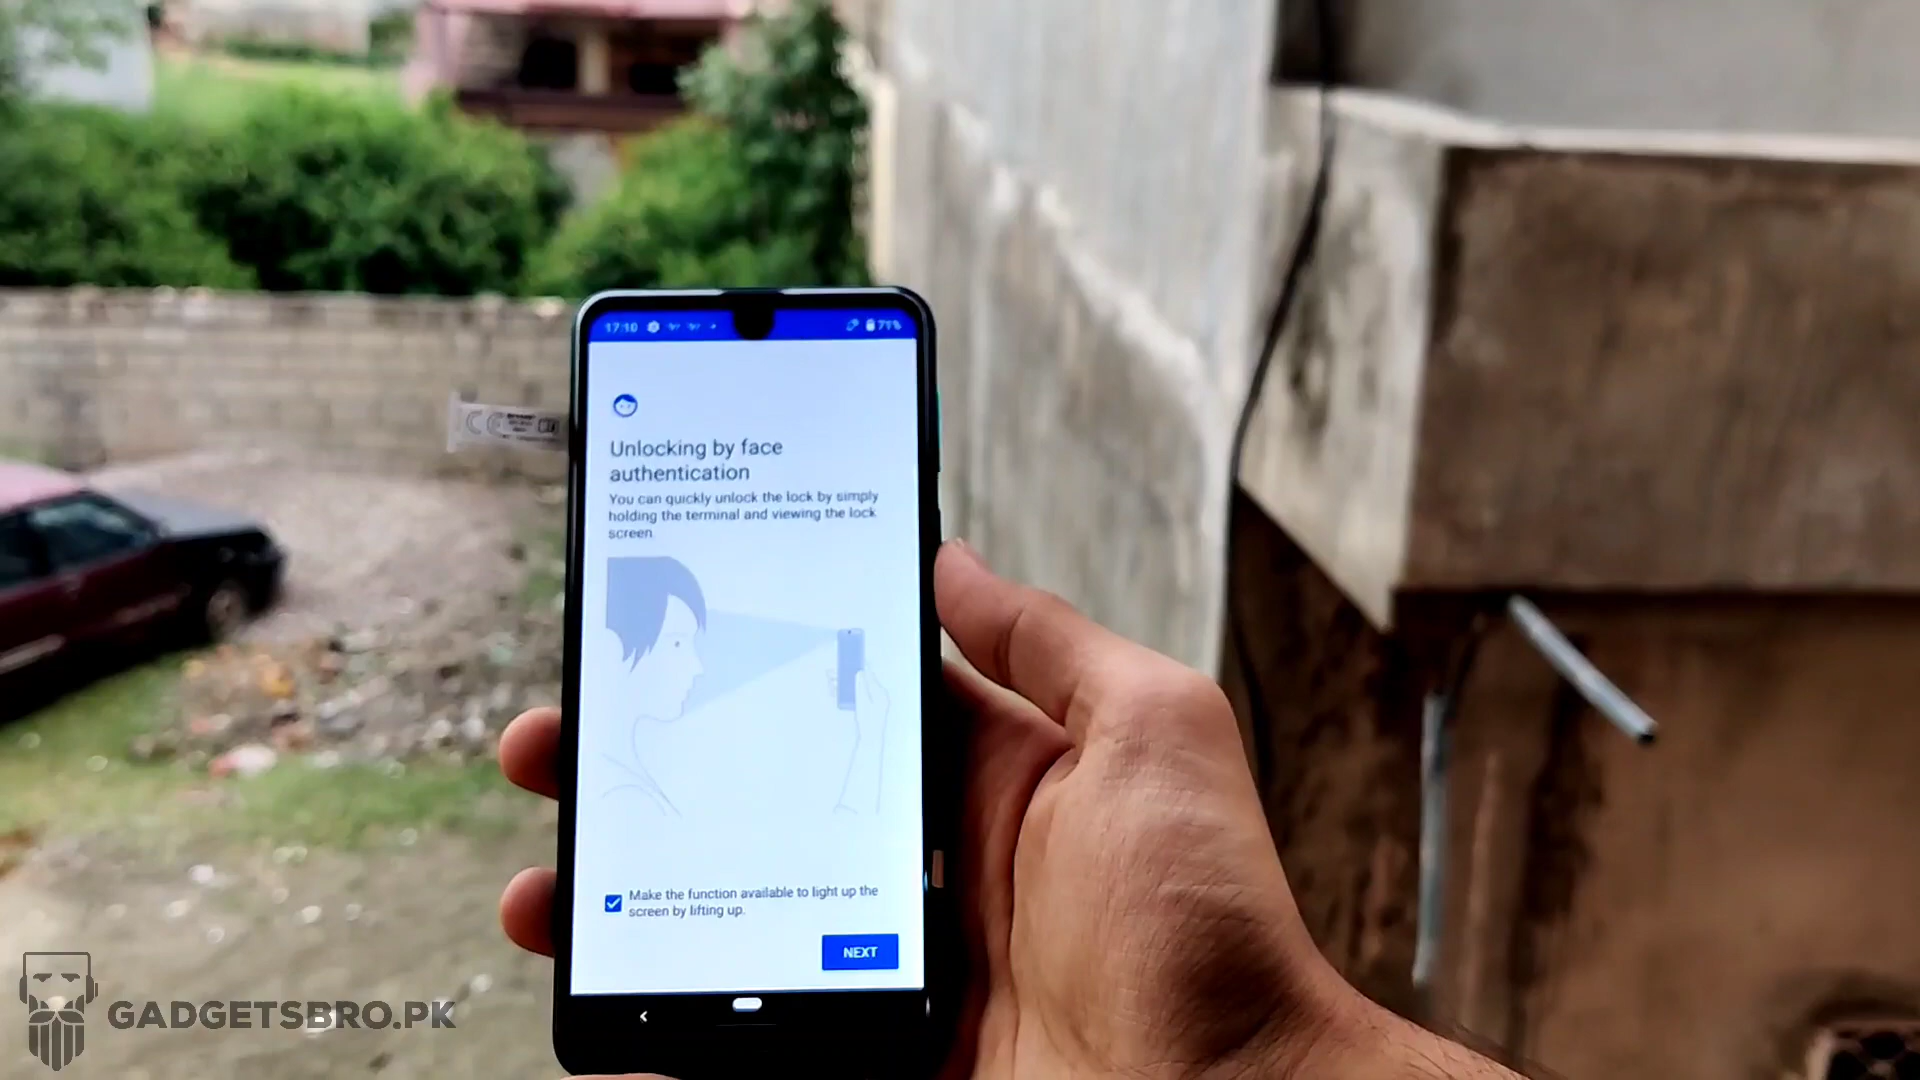 17:10
71%
Unlocking by face
authentication
You can quickly unlock the lock by simply
holding the terminal and viewing the lock
screen.
Make the function available to light up the
screen by lifting up.
NEXT
GADGETSBRO.PK